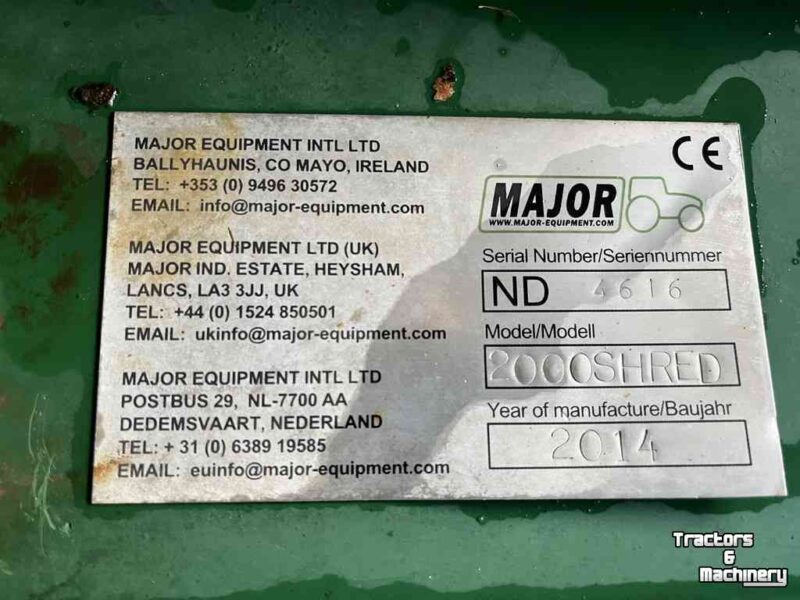 MAJOR EQUIPMENT INTL LTD
BALLYHAUNIS, CO MAYO, IRELAND
TEL: +353 (0) 9496 30572
EMAIL: info@major-equipment.com
MAJOR EQUIPMENT LTD (UK)
MAJOR IND. ESTATE, HEYSHAM,
LANCS, LA3 3JJ, UK
TEL: +44 (0) 1524 850501
EMAIL: ukinfo@major-equipment.com
MAJOR EQUIPMENT INTL LTD
POSTBUS 29, NL-7700 AA
DEDEMSVAART, NEDERLAND
TEL: + 31 (0) 6389 19585
EMAIL: euinfo@major-equipment.com
CE
MAJOR
WWW.MAJOR-EQUIPMENT.COM
Serial Number/Seriennummer
ND 4616
Model/Modell
2000SHRED
Year of manufacture/Baujahr
2014
Tractors
&
Machinery